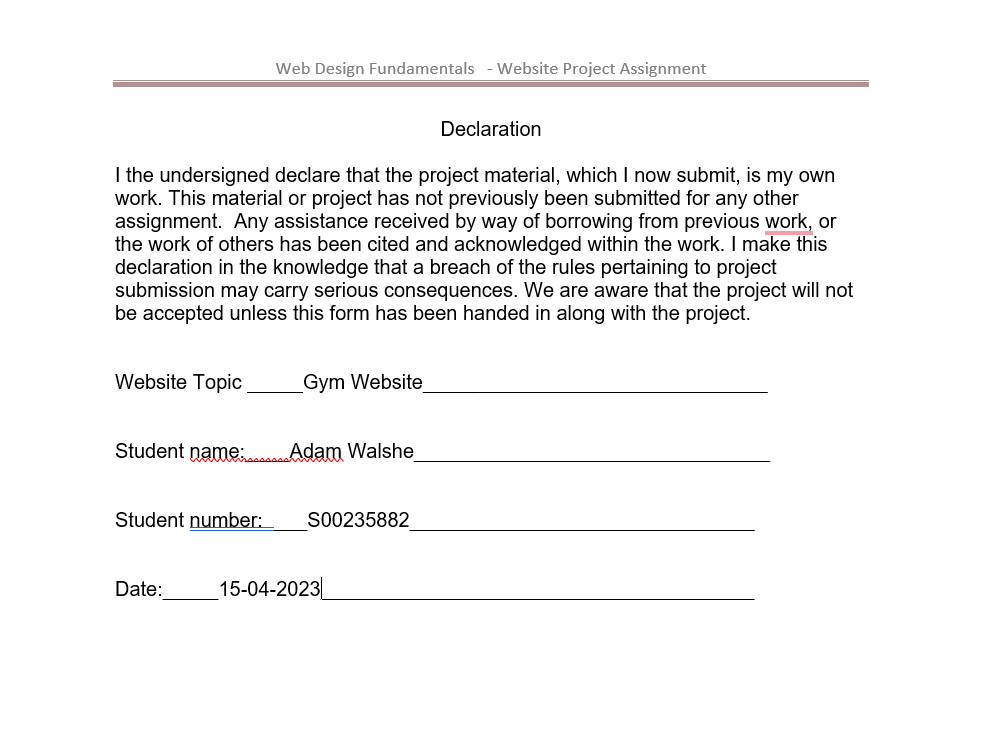 Web Design Fundamentals   - Website Project Assignment
Declaration
I the undersigned declare that the project material, which I now submit, is my own
work. This material or project has not previously been submitted for any other
assignment.  Any assistance received by way of borrowing from previous work, or
the work of others has been cited and acknowledged within the work. I make this
declaration in the knowledge that a breach of the rules pertaining to project
submission may carry serious consequences. We are aware that the project will not
be accepted unless this form has been handed in along with the project.
Website Topic _____Gym Website_______________________________
Student name:____Adam Walshe________________________________
Student number:_ ___S00235882_______________________________
Date:_____15-04-2023_______________________________________